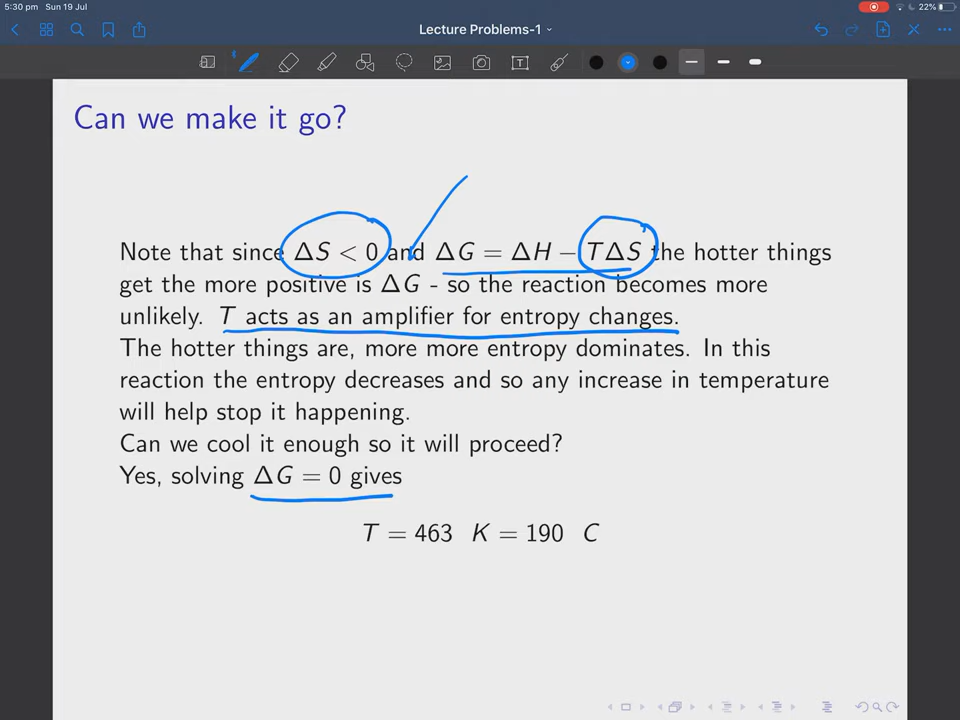 5:30 pm Sun 19 Jul
22%
Lecture Problems-1
Can we make it go?
Note that since ΔS < 0 and ΔG = ΔH − TΔS the hotter things
get the more positive is ΔG - so the reaction becomes more
unlikely. T acts as an amplifier for entropy changes.
The hotter things are, more more entropy dominates. In this
reaction the entropy decreases and so any increase in temperature
will help stop it happening.
Can we cool it enough so it will proceed?
Yes, solving ΔG = 0 gives
T = 463 K = 190 C